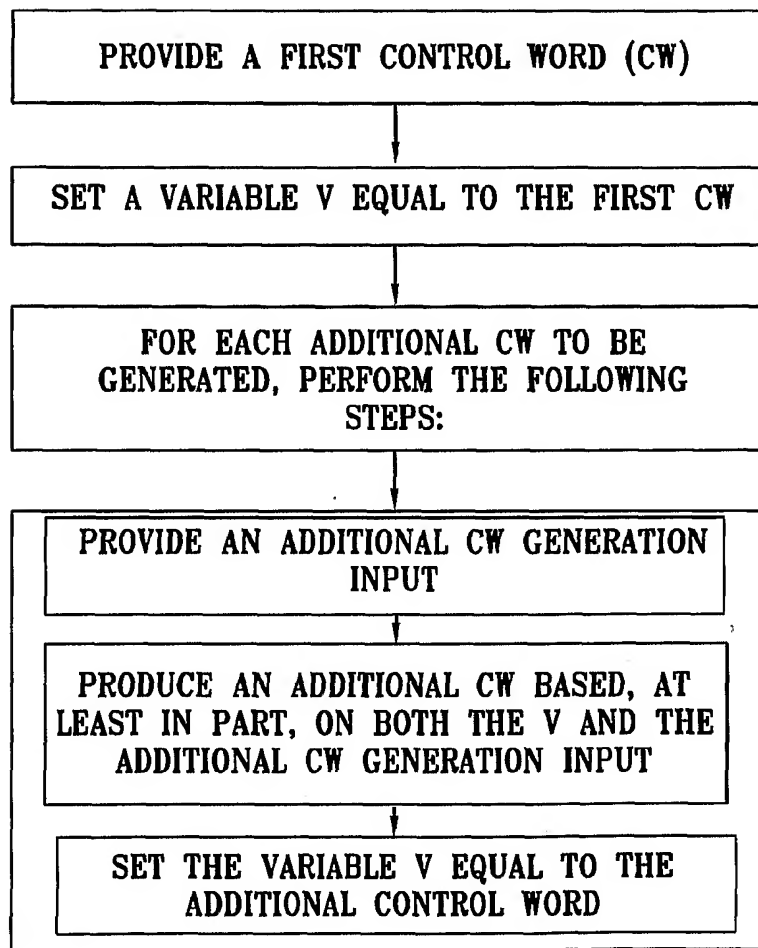 PROVIDE A FIRST CONTROL WORD (CW)
SET A VARIABLE V EQUAL TO THE FIRST CW
FOR EACH ADDITIONAL CW TO BE
GENERATED, PERFORM THE FOLLOWING
STEPS:
PROVIDE AN ADDITIONAL CW GENERATION
INPUT
PRODUCE AN ADDITIONAL CW BASED, AT
LEAST IN PART, ON BOTH THE V AND THE
ADDITIONAL CW GENERATION INPUT
SET THE VARIABLE V EQUAL TO THE
ADDITIONAL CONTROL WORD